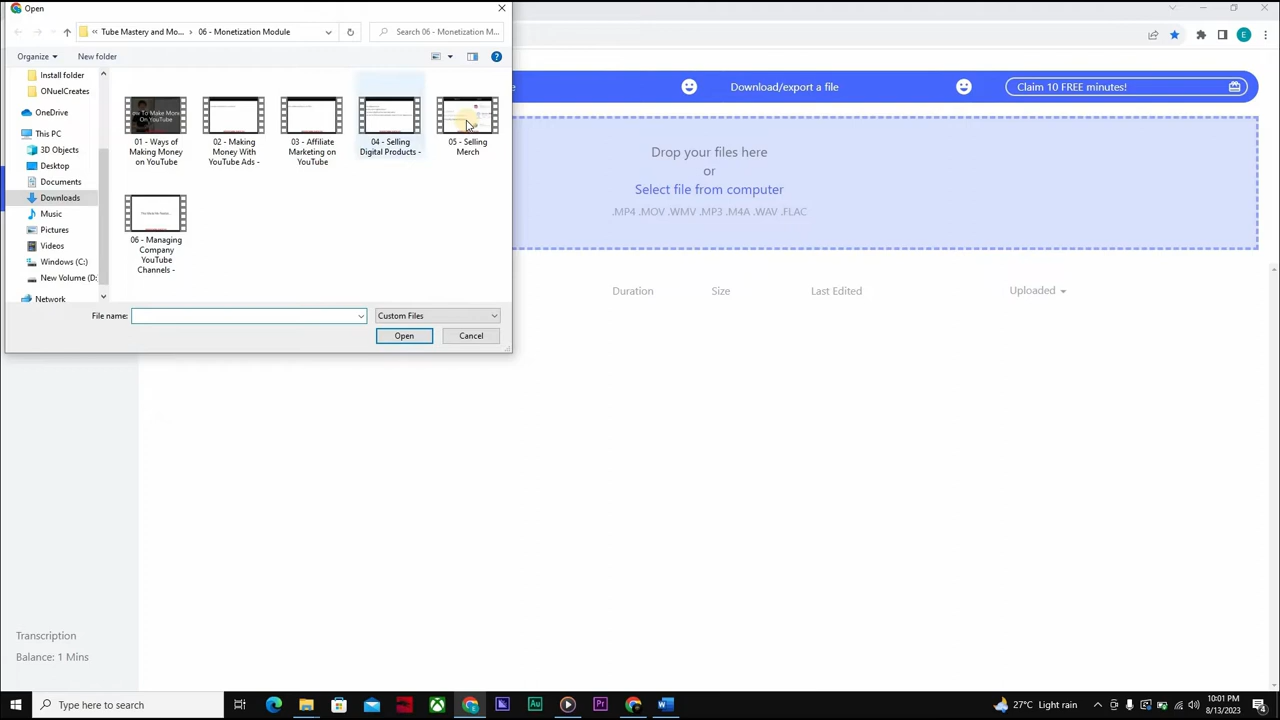 Open
« Tube Mastery and Mo... > 06 - Monetization Module
Search 06 - Monetization M...
Organize
New folder
Install folder
ONuelCreates
OneDrive
This PC
3D Objects
Desktop
Documents
Downloads
Music
Pictures
Videos
Windows (C:)
New Volume (D:
Network
01 - Ways of
Making Money
on YouTube
02 - Making
Money With
YouTube Ads -
03 - Affiliate
Marketing on
YouTube
04 - Selling
Digital Products -
05 - Selling
Merch
06 - Managing
Company
YouTube
Channels -
File name:
Custom Files
Open
Cancel
E
Download/export a file
Claim 10 FREE minutes!
Drop your files here
or
Select file from computer
.MP4 .MOV .WMV .MP3 .M4A .WAV .FLAC
Duration
Size
Last Edited
Uploaded
Transcription
Balance: 1 Mins
Type here to search
27°C Light rain
10:01 PM
8/13/2023